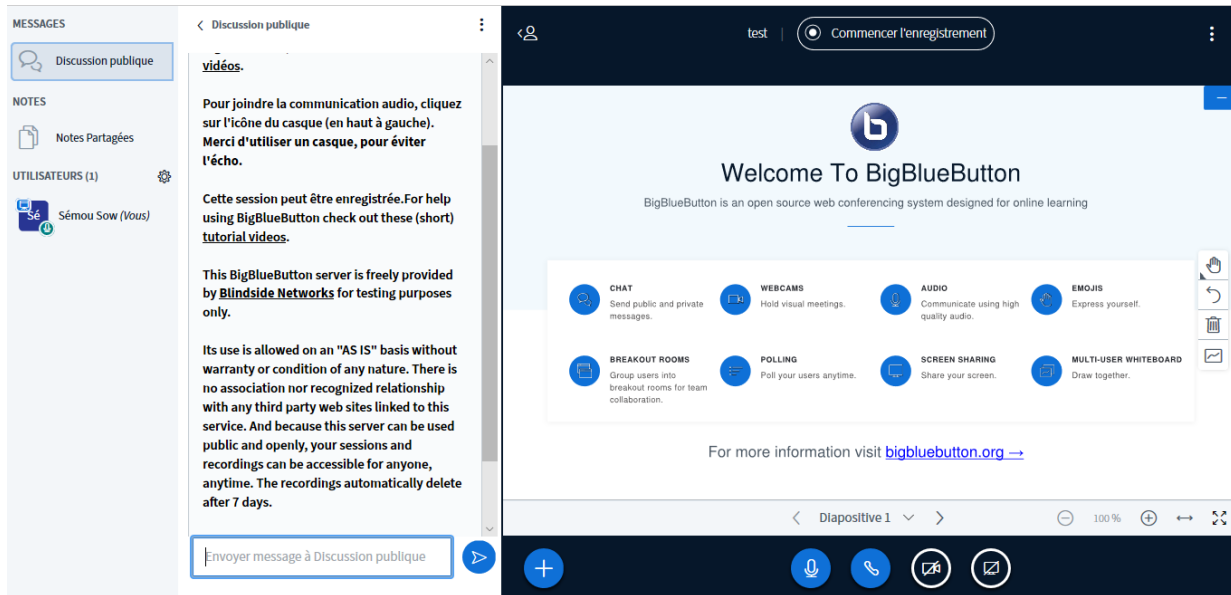 MESSAGES
Discussion publique
NOTES
Notes Partagées
UTILISATEURS (1)
Sé
Sémou Sow (Vous)
Discussion publique
vidéos.
Pour joindre la communication audio, cliquez
sur l'icône du casque (en haut à gauche).
Merci d'utiliser un casque, pour éviter
l'écho.
Cette session peut être enregistrée.For help
using BigBlueButton check out these (short)
tutorial videos.
This BigBlueButton server is freely provided
by Blindside Networks for testing purposes
only.
Its use is allowed on an "AS IS" basis without
warranty or condition of any nature. There is
no association nor recognized relationship
with any third party web sites linked to this
service. And because this server can be used
public and openly, your sessions and
recordings can be accessible for anyone,
anytime. The recordings automatically delete
after 7 days.
Envoyer message à Discussion publique
test | Commencer l'enregistrement
b
Welcome To BigBlueButton
BigBlueButton is an open source web conferencing system designed for online learning
CHAT
Send public and private
messages.
WEBCAMS
Hold visual meetings.
AUDIO
Communicate using high
quality audio.
EMOJIS
Express yourself.
BREAKOUT ROOMS
Group users into
breakout rooms for team
collaboration.
POLLING
Poll your users anytime.
SCREEN SHARING
Share your screen.
MULTI-USER WHITEBOARD
Draw together.
For more information visit bigbluebutton.org →
Diapositive 1
100 %